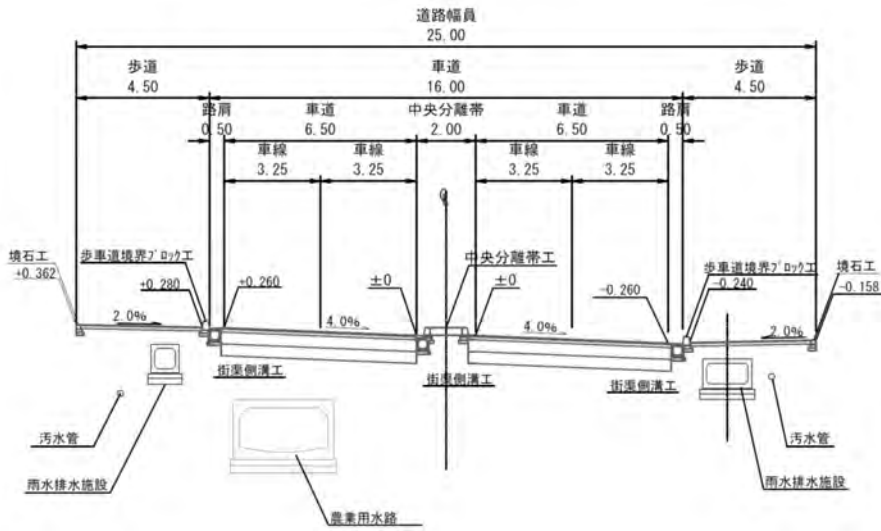 道路幅員
25.00
歩道
4.50
車道
16.00
歩道
4.50
路肩
0.50
車道
6.50
中央分離帯
2.00
車道
6.50
路肩
0.50
車線
3.25
車線
3.25
車線
3.25
車線
3.25
境石工
+0.362
歩車道境界ブロック工
+0.280
+0.260
±0
中央分離帯工
±0
-0.260
歩車道境界ブロック工
-0.240
境石工
-0.158
2.0%
4.0%
4.0%
2.0%
街渠側溝工
街渠側溝工
街渠側溝工
汚水管
雨水排水施設
農業用水路
汚水管
雨水排水施設